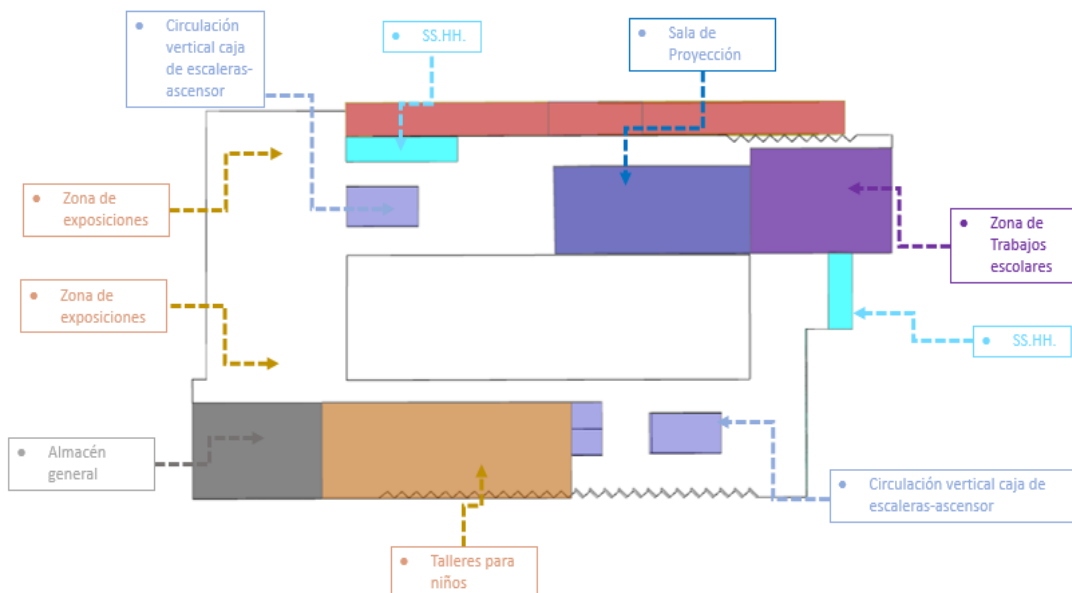 • Circulación
vertical caja
de escaleras-
ascensor
• SS.HH.
• Sala de
Proyección
• Zona de
exposiciones
• Zona de
Trabajos
escolares
• Zona de
exposiciones
• SS.HH.
• Almacén
general
• Circulación vertical caja de
escaleras-ascensor
• Talleres para
niños